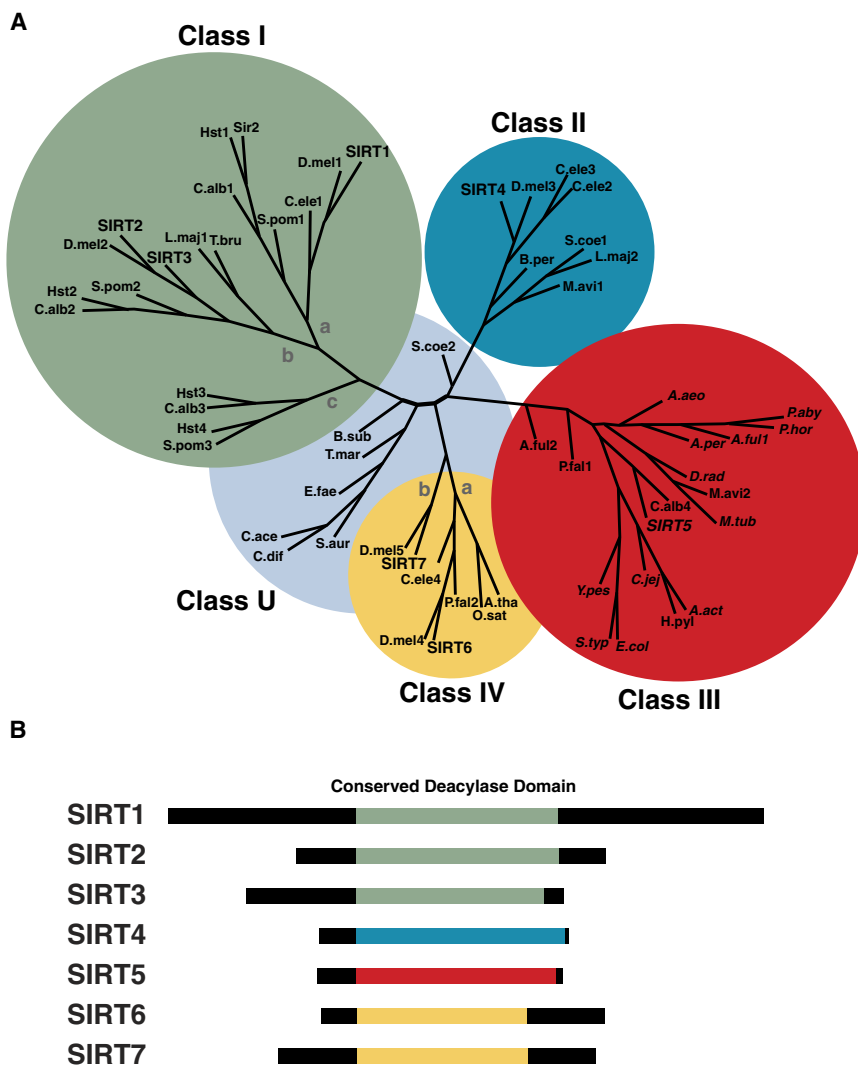 A
Class I
Class II
Hst1
Sir2
SIRT1
D.mel1
C.alb1
C.ele1
S.pom1
SIRT2
L.maj1
T.bru
D.mel2
SIRT3
Hst2
S.pom2
C.alb2
a
b
c
Hst3
C.alb3
Hst4
S.pom3
C.ele3
SIRT4
D.mel3
C.ele2
S.coe1
L.maj2
B.per
M.avi1
S.coe2
B.sub
T.mar
E.fae
C.ace
C.dif
S.aur
Class U
b
a
D.mel5
SIRT7
C.ele4
P.fal2
A.tha
O.sat
D.mel4
SIRT6
Class IV
A.ful2
P.fal1
A.aeo
P.aby
P.hor
A.per
A.ful1
D.rad
M.avi2
C.alb4
SIRT5
M.tub
Y.pes
C.jej
A.act
H.pyl
S.typ
E.col
Class III
B
Conserved Deacylase Domain
SIRT1
SIRT2
SIRT3
SIRT4
SIRT5
SIRT6
SIRT7